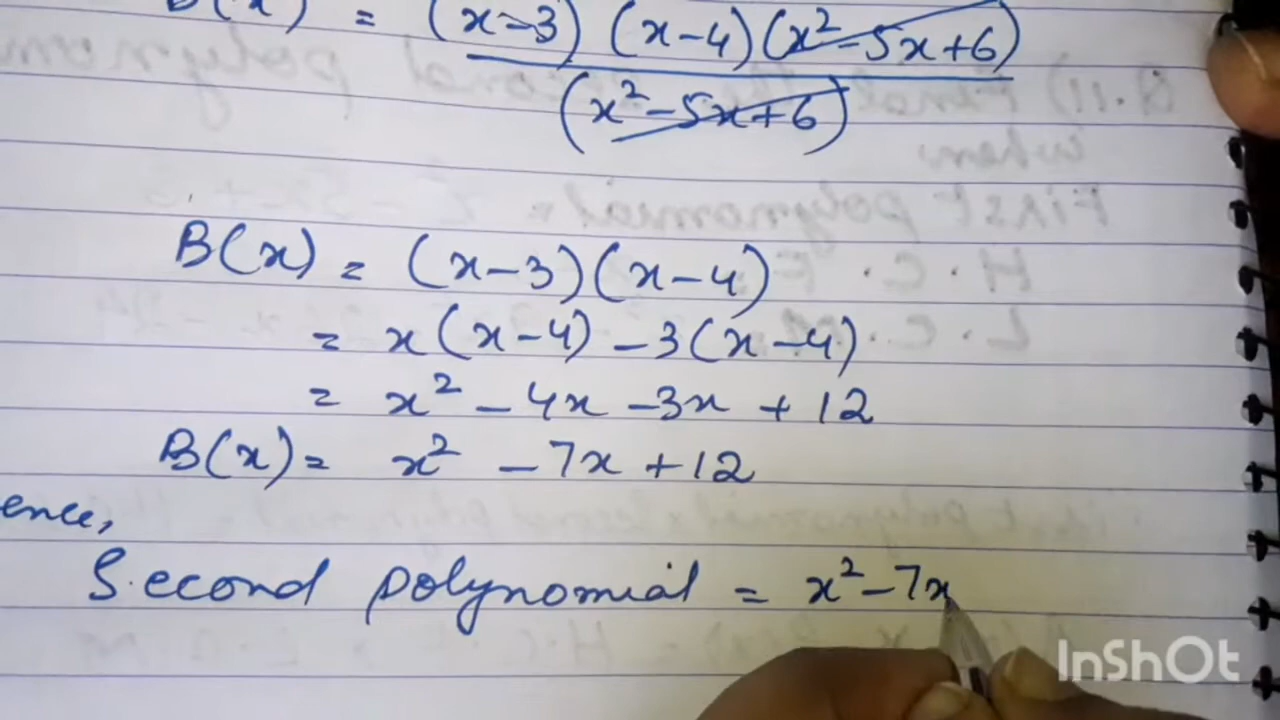 B(x) = (x-3) (x-4)(x²-5x+6)
(x²-5x+6)
B(x) = (x-3)(x-4)
= x(x-4) -3(x-4)
= x² -4x -3x +12
B(x) = x² -7x +12
ence,
Second polynomial = x²-7x
InShOt